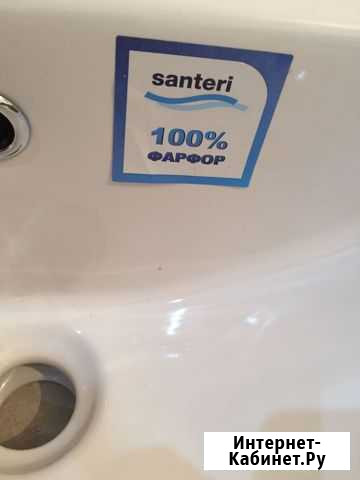 santeri
100%
ФАРФОР
Интернет-
Кабинет.Ру